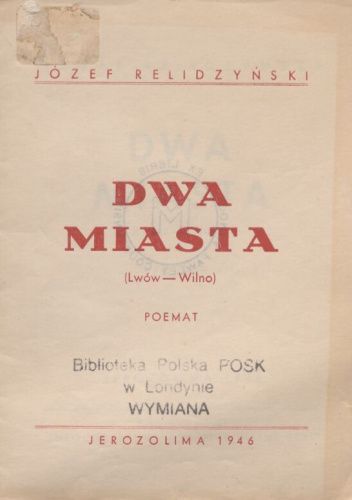 JÓZEF RELIDZYŃSKI
DWA
MIASTA
(Lwów — Wilno)
POEMAT
Biblioteka Polska POSK
w Londynie
WYMIANA
JEROZOLIMA 1946